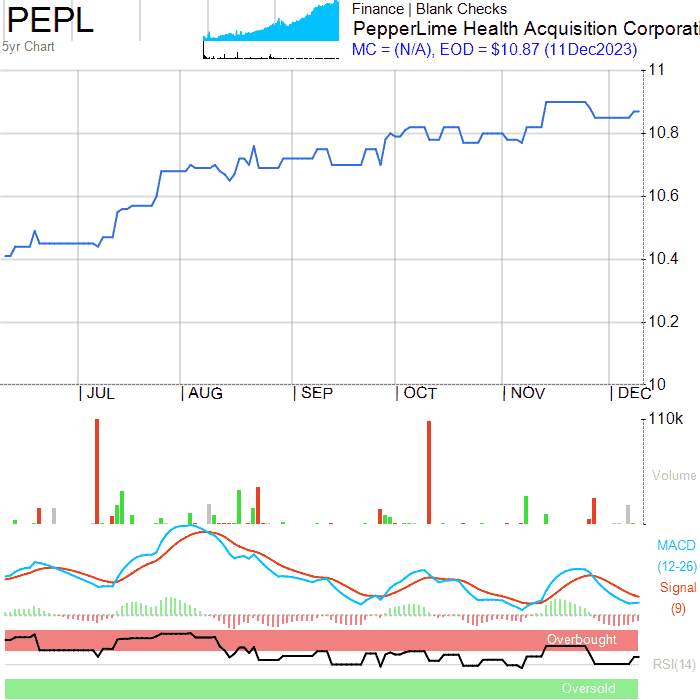 PEPL
5yr Chart
Finance | Blank Checks
PepperLime Health Acquisition Corporati
MC = (N/A), EOD = $10.87 (11Dec2023)
11
10.8
10.6
10.4
10.2
10
JUL AUG SEP OCT NOV DEC
110k
Volume
MACD
(12-26)
Signal
(9)
Overbought
RSI(14)
Oversold